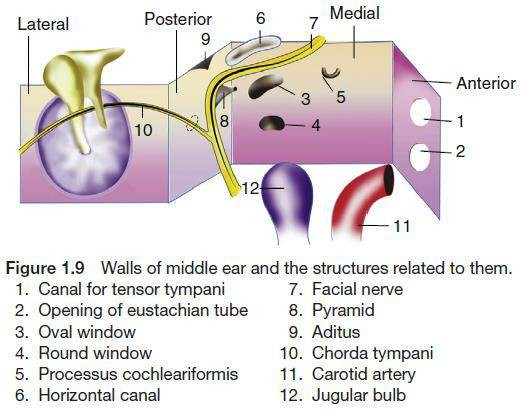 Lateral
Posterior
9
6
7
Medial
Anterior
10
8
3
5
4
1
2
12
11
Figure 1.9 Walls of middle ear and the structures related to them.
1. Canal for tensor tympani
2. Opening of eustachian tube
3. Oval window
4. Round window
5. Processus cochleariformis
6. Horizontal canal
7. Facial nerve
8. Pyramid
9. Aditus
10. Chorda tympani
11. Carotid artery
12. Jugular bulb